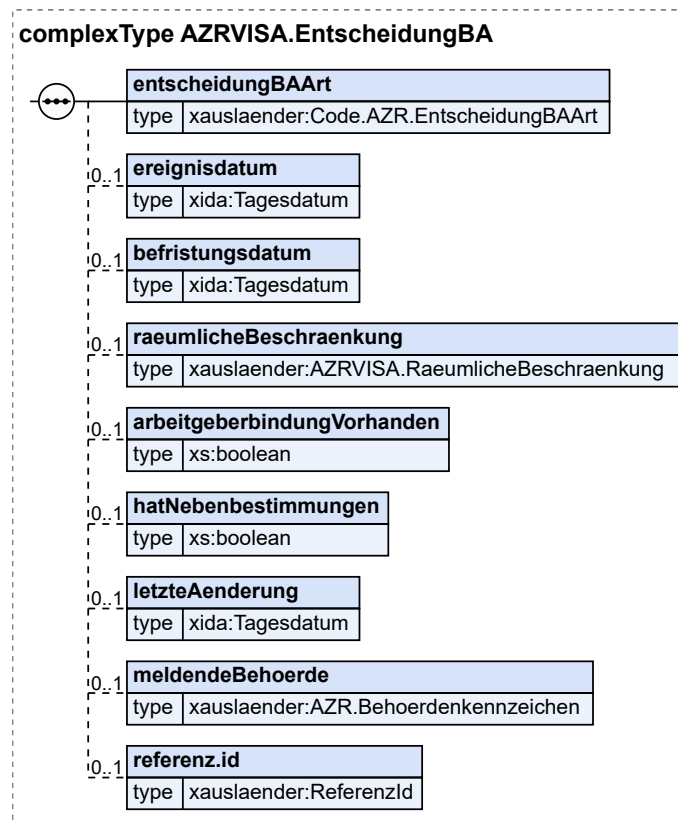 complexType AZRVISA.EntscheidungBA
entscheidungBAArt
type xauslaender:Code.AZR.EntscheidungBAArt
0..1 ereignisdatum
type xida:Tagesdatum
0..1 befristungsdatum
type xida:Tagesdatum
0..1 raeumlicheBeschraenkung
type xauslaender:AZRVISA.RaeumlicheBeschraenkung
0..1 arbeitgeberbindungVorhanden
type xs:boolean
0..1 hatNebenbestimmungen
type xs:boolean
0..1 letzteAenderung
type xida:Tagesdatum
0..1 meldendeBehoerde
type xauslaender:AZR.Behoerdenkennzeichen
0..1 referenz.id
type xauslaender:ReferenzId